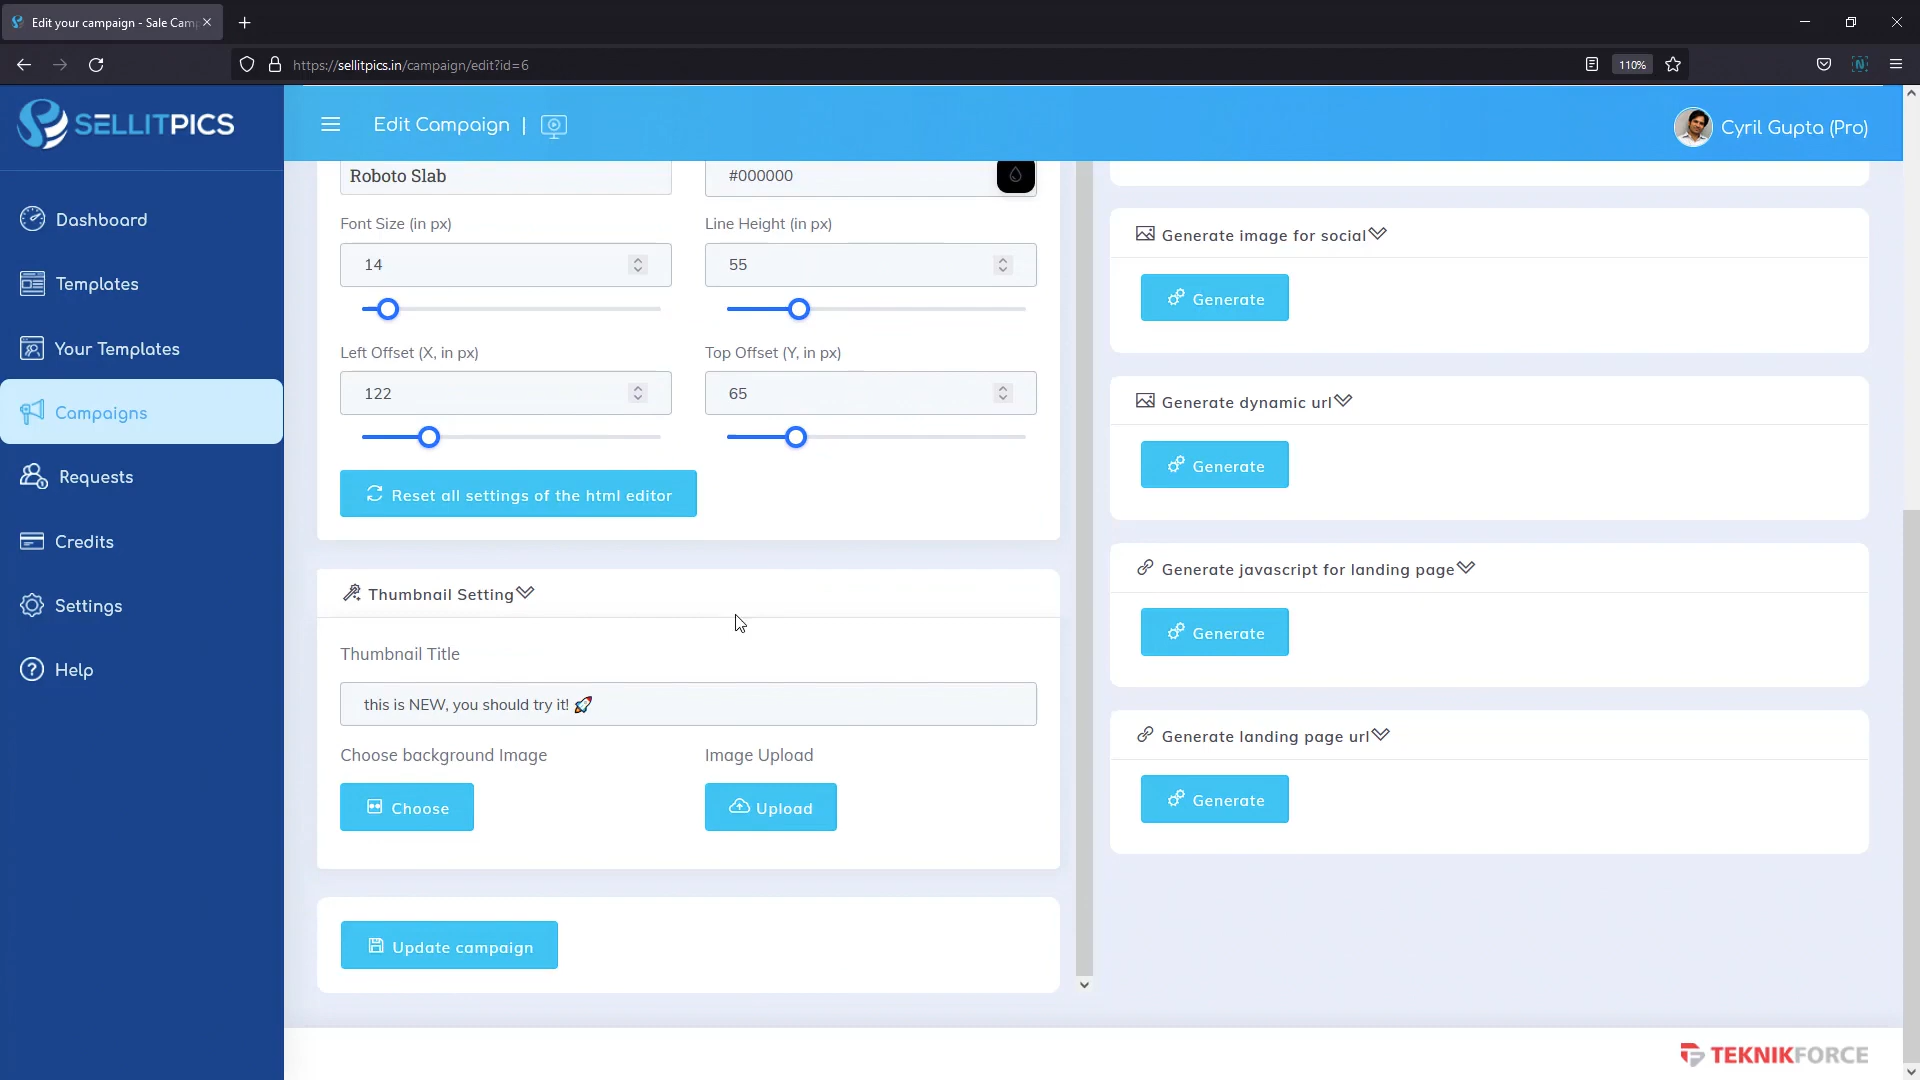 Edit your campaign - Sale Cam
https://sellitpics.in/campaign/edit?id=6
110%
SELLITPICS
Edit Campaign |
Cyril Gupta (Pro)
Dashboard
Templates
Your Templates
Campaigns
Requests
Credits
Settings
Help
Roboto Slab
#000000
Font Size (in px)
Line Height (in px)
14
55
Left Offset (X, in px)
Top Offset (Y, in px)
122
65
Reset all settings of the html editor
Thumbnail Setting
Thumbnail Title
this is NEW, you should try it! 🚀
Choose background Image
Image Upload
Choose
Upload
Update campaign
Generate image for social
Generate
Generate dynamic url
Generate
Generate javascript for landing page
Generate
Generate landing page url
Generate
TEKNIKFORCE